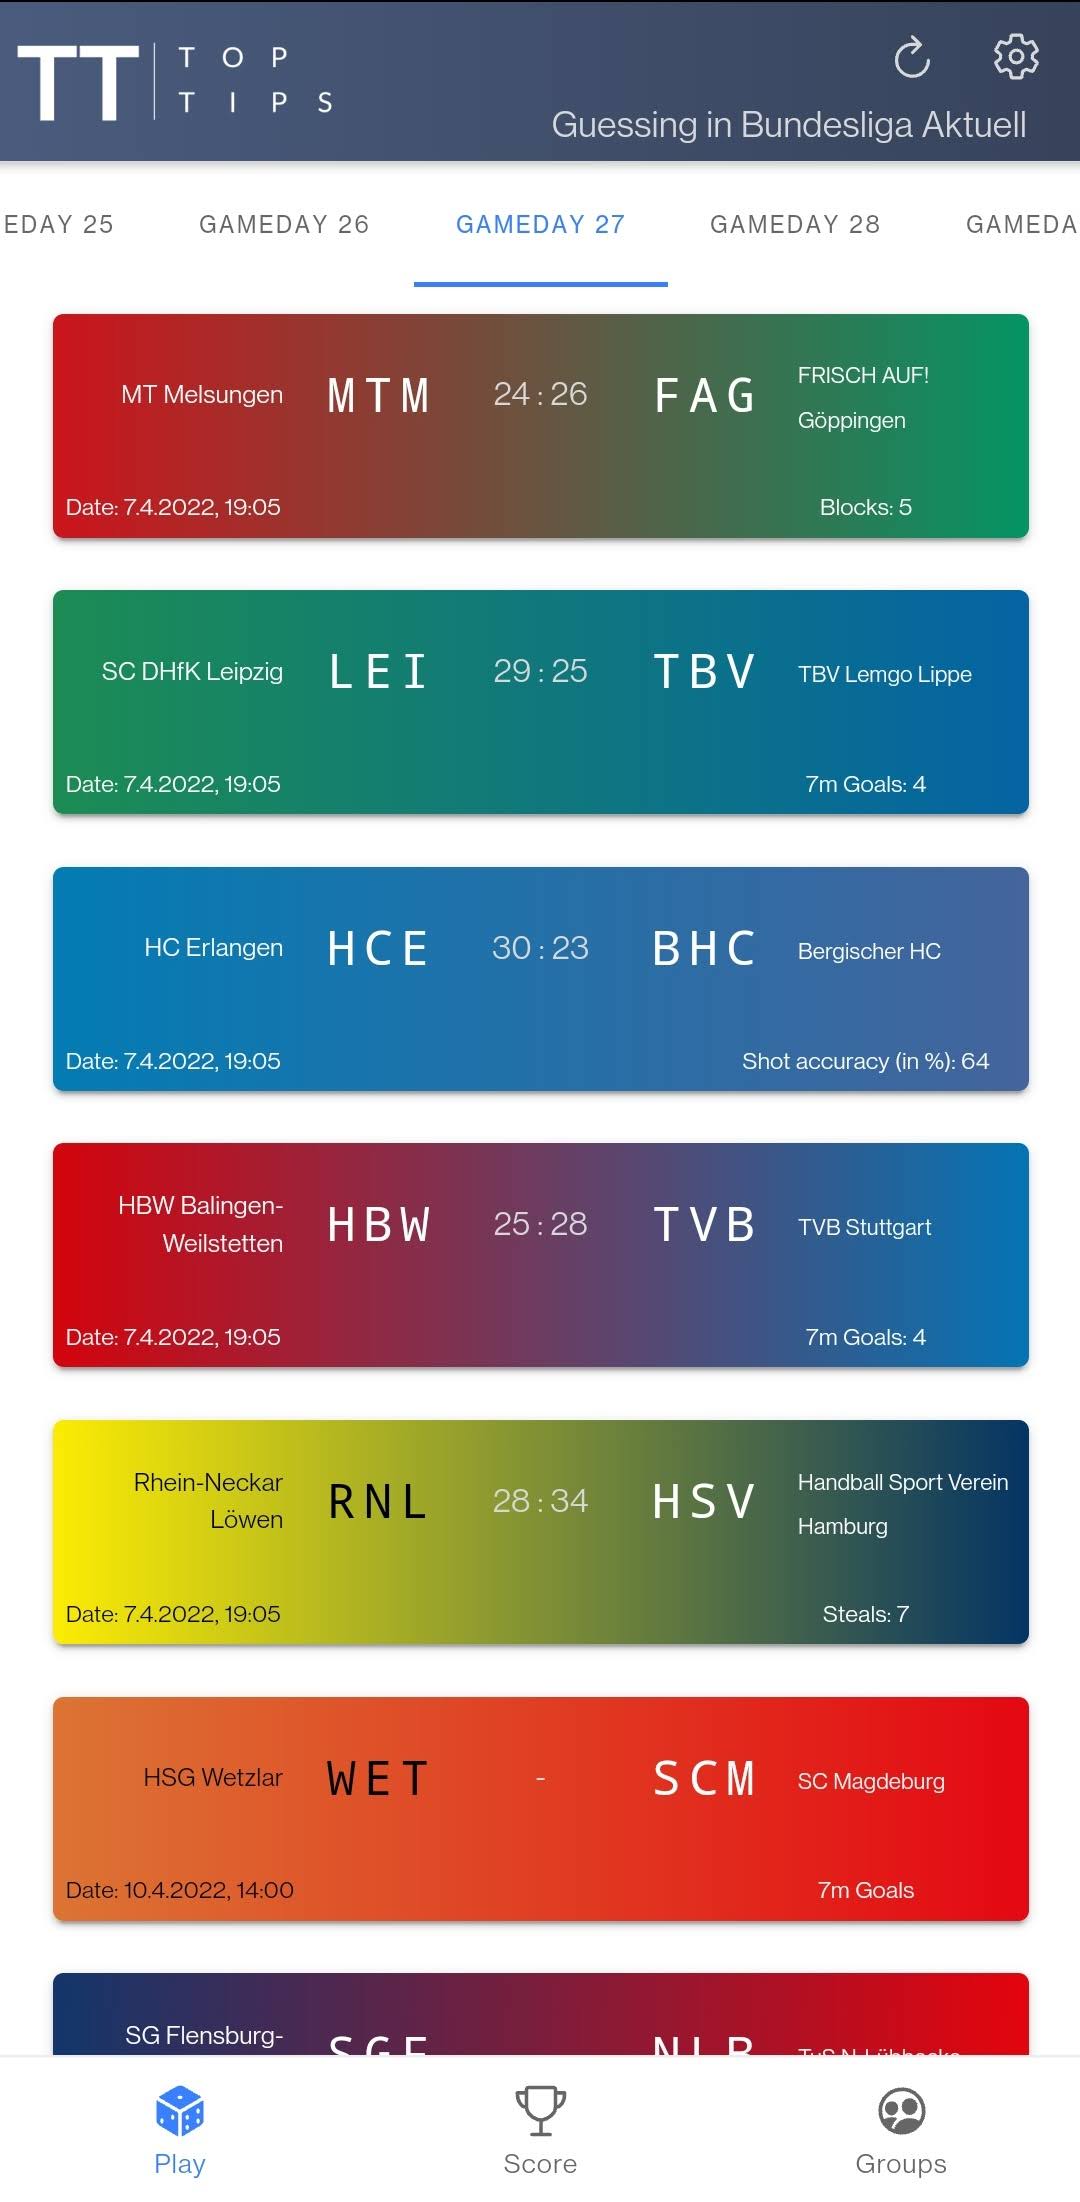 TT
T O P
T I P S
Guessing in Bundesliga Aktuell
EDAY 25 GAMEDAY 26 GAMEDAY 27 GAMEDAY 28 GAMEDA
MT Melsungen MTM 24 : 26 FAG FRISCH AUF!
Göppingen
Date: 7.4.2022, 19:05 Blocks: 5
SC DHfK Leipzig LEI 29 : 25 TBV TBV Lemgo Lippe
Date: 7.4.2022, 19:05 7m Goals: 4
HC Erlangen HCE 30 : 23 BHC Bergischer HC
Date: 7.4.2022, 19:05 Shot accuracy (in %): 64
HBW Balingen-
Weilstetten HBW 25 : 28 TVB TVB Stuttgart
Date: 7.4.2022, 19:05 7m Goals: 4
Rhein-Neckar
Löwen RNL 28 : 34 HSV Handball Sport Verein
Hamburg
Date: 7.4.2022, 19:05 Steals: 7
HSG Wetzlar WET - SCM SC Magdeburg
Date: 10.4.2022, 14:00 7m Goals
SG Flensburg-
SGF NLB TuS N-Lübbecke
Play Score Groups